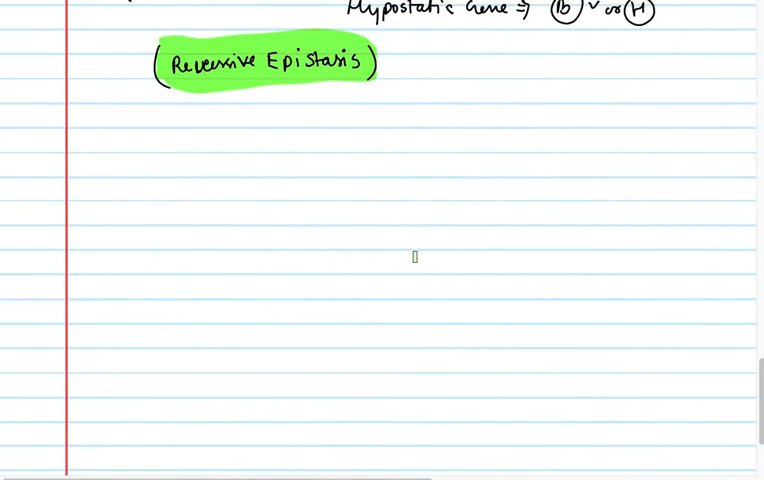 Hypostatic Gene ⇒ (B) v or (H)
(Recessive Epistasis)